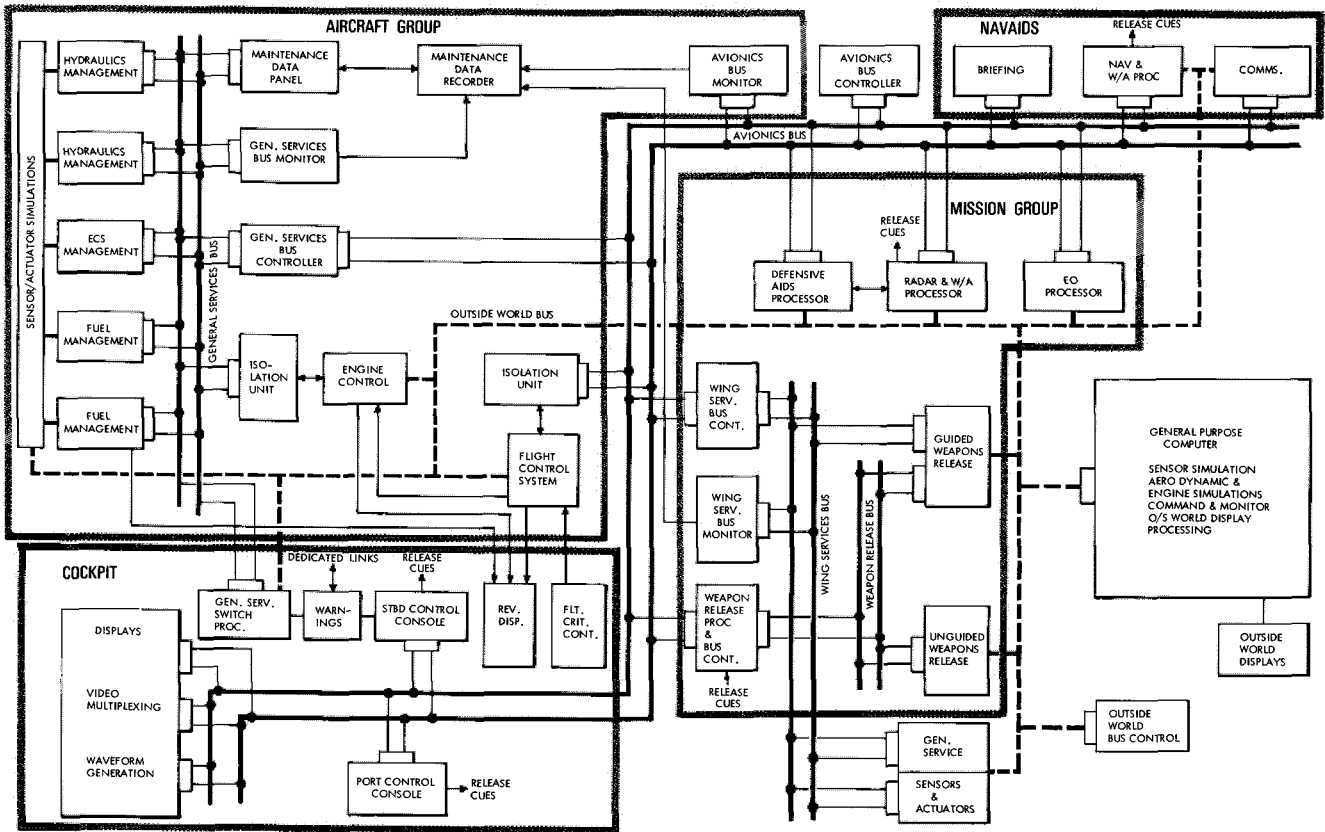 AIRCRAFT GROUP
SENSOR/ACTUATOR SIMULATIONS
HYDRAULICS
MANAGEMENT
HYDRAULICS
MANAGEMENT
ECS
MANAGEMENT
FUEL
MANAGEMENT
FUEL
MANAGEMENT
GENERAL SERVICES BUS
MAINTENANCE
DATA
PANEL
MAINTENANCE
DATA
RECORDER
GEN. SERVICES
BUS MONITOR
GEN. SERVICES
BUS
CONTROLLER
ISO-
LATION
UNIT
ENGINE
CONTROL
ISOLATION
UNIT
FLIGHT
CONTROL
SYSTEM
AVIONICS
BUS
MONITOR
AVIONICS
BUS
CONTROLLER
AVIONICS BUS
OUTSIDE WORLD BUS
NAVAIDS
RELEASE
CUES
BRIEFING
NAV &
W/A PROC
COMMS.
MISSION GROUP
RELEASE
CUES
DEFENSIVE
AIDS
PROCESSOR
RADAR & W/A
PROCESSOR
EO
PROCESSOR
WING
SERV.
BUS
CONT.
WING
SERV. BUS
MONITOR
WEAPON
RELEASE
PROC
&
BUS
CONT.
RELEASE
CUES
WING SERVICES BUS
WEAPON RELEASE BUS
GUIDED
WEAPONS
RELEASE
UNGUIDED
WEAPONS
RELEASE
GEN.
SERVICE
SENSORS
&
ACTUATORS
GENERAL PURPOSE
COMPUTER
SENSOR SIMULATION
AERO DYNAMIC &
ENGINE SIMULATIONS
COMMAND & MONITOR
O/S WORLD DISPLAY
PROCESSING
OUTSIDE
WORLD
DISPLAYS
OUTSIDE
WORLD
BUS CONTROL
COCKPIT
DISPLAYS
VIDEO
MULTIPLEXING
WAVEFORM
GENERATION
GEN. SERV.
SWITCH
PROC.
DEDICATED LINKS
WARN-
INGS
RELEASE
CUES
STBD CONTROL
CONSOLE
REV.
DISP.
FLT.
CRIT.
CONT.
PORT CONTROL
CONSOLE
RELEASE
CUES